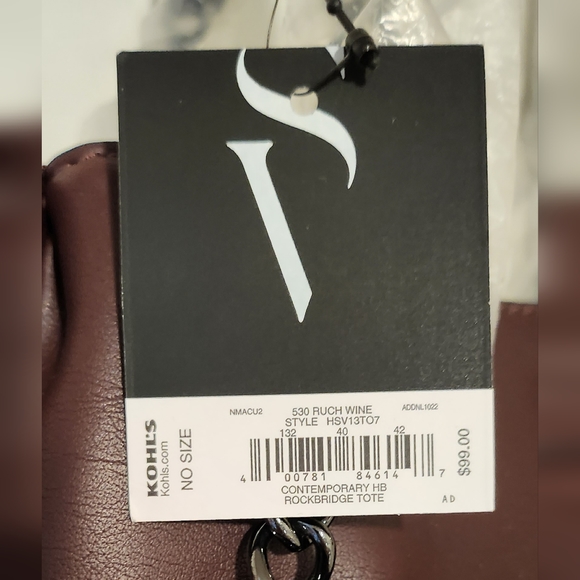 SV
NMACU2
530 RUCH WINE
ADDNL1022
STYLE HSV13TO7
132 40 42
4 00781 84614 7
CONTEMPORARY HB
ROCKBRIDGE TOTE
A D
KOHL'S
Kohls.com
NO SIZE
$99.00